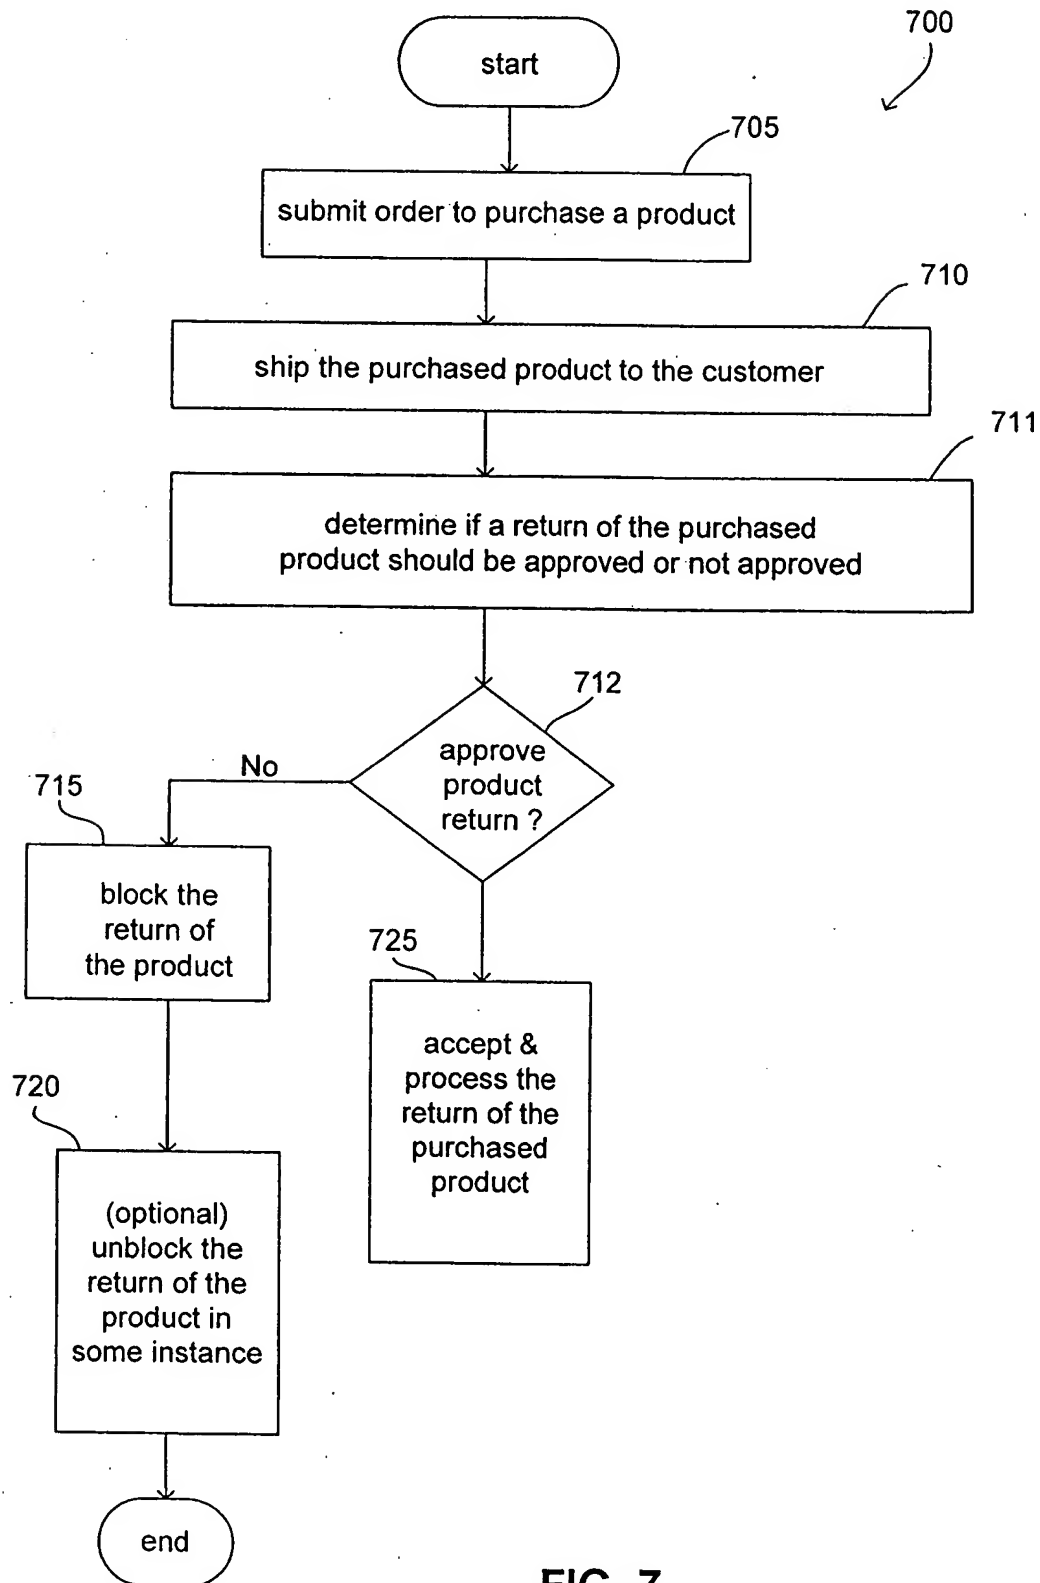 700
start
705
submit order to purchase a product
710
ship the purchased product to the customer
711
determine if a return of the purchased
product should be approved or not approved
712
approve
product
return ?
No
715
block the
return of
the product
725
accept &
process the
return of the
purchased
product
720
(optional)
unblock the
return of the
product in
some instance
end
FIG. 7